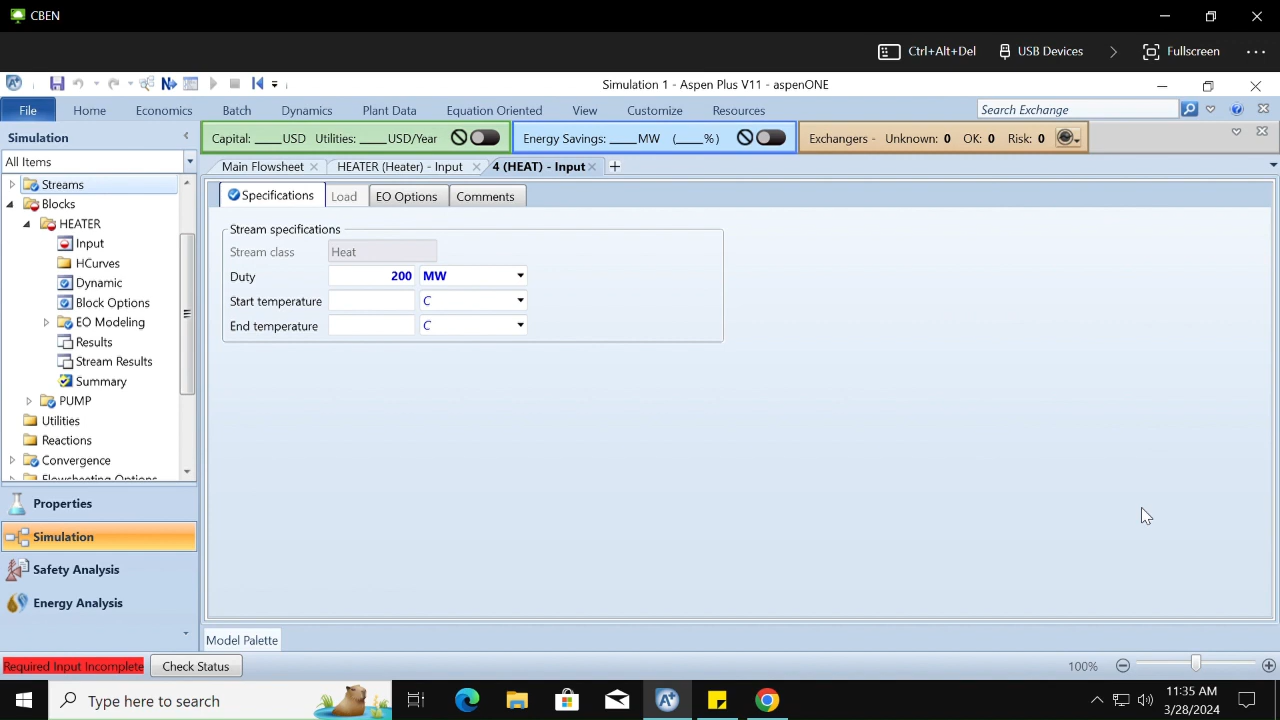 CBEN
Ctrl+Alt+Del USB Devices Fullscreen
Simulation 1 - Aspen Plus V11 - aspenONE
File Home Economics Batch Dynamics Plant Data Equation Oriented View Customize Resources Search Exchange
Simulation
Capital: _____USD Utilities: _____USD/Year Energy Savings: _____MW (_____%) Exchangers - Unknown: 0 OK: 0 Risk: 0
All Items
Main Flowsheet HEATER (Heater) - Input 4 (HEAT) - Input
Streams
Blocks
HEATER
Input
HCurves
Dynamic
Block Options
EO Modeling
Results
Stream Results
Summary
PUMP
Utilities
Reactions
Convergence
Flowsheeting Options
Specifications Load EO Options Comments
Stream specifications
Stream class Heat
Duty 200 MW
Start temperature C
End temperature C
Properties
Simulation
Safety Analysis
Energy Analysis
Model Palette
Required Input Incomplete Check Status 100%
Type here to search
11:35 AM
3/28/2024